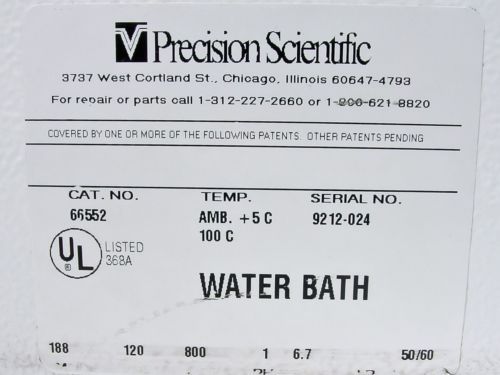 Precision Scientific
3737 West Cortland St., Chicago, Illinois 60647-4793
For repair or parts call 1-312-227-2660 or 1-800-621-8820
COVERED BY ONE OR MORE OF THE FOLLOWING PATENTS. OTHER PATENTS PENDING
CAT. NO. TEMP. SERIAL NO.
66552 AMB. +5 C 9212-024
100 C
UL ® LISTED
368A
WATER BATH
188 120 800 1 6.7 50/60